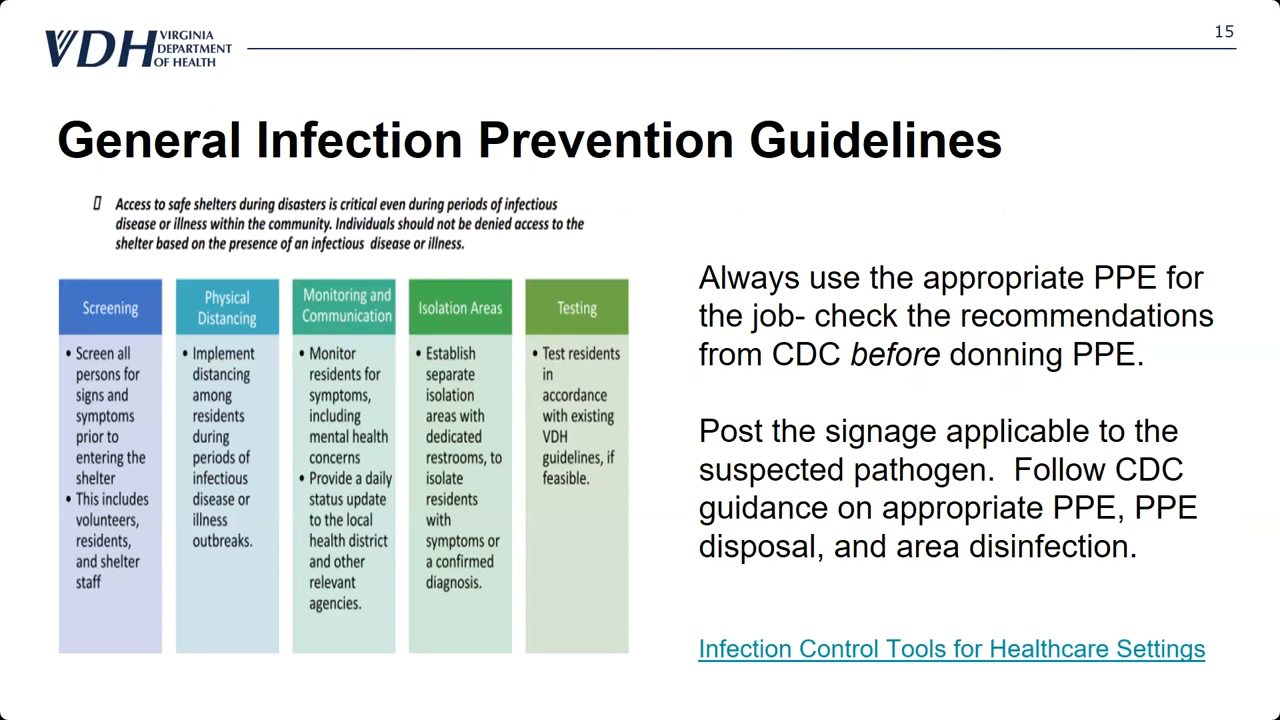 VDH VIRGINIA
DEPARTMENT
OF HEALTH
15
General Infection Prevention Guidelines
Access to safe shelters during disasters is critical even during periods of infectious
disease or illness within the community. Individuals should not be denied access to the
shelter based on the presence of an infectious disease or illness.
Screening
• Screen all
persons for
signs and
symptoms
prior to
entering the
shelter
• This includes
volunteers,
residents,
and shelter
staff
Physical
Distancing
• Implement
distancing
among
residents
during
periods of
infectious
disease or
illness
outbreaks.
Monitoring and
Communication
• Monitor
residents for
symptoms,
including
mental health
concerns
• Provide a daily
status update
to the local
health district
and other
relevant
agencies.
Isolation Areas
• Establish
separate
isolation
areas with
dedicated
restrooms, to
isolate
residents
with
symptoms or
a confirmed
diagnosis.
Testing
• Test residents
in
accordance
with existing
VDH
guidelines, if
feasible.
Always use the appropriate PPE for
the job- check the recommendations
from CDC before donning PPE.
Post the signage applicable to the
suspected pathogen.  Follow CDC
guidance on appropriate PPE, PPE
disposal, and area disinfection.
Infection Control Tools for Healthcare Settings